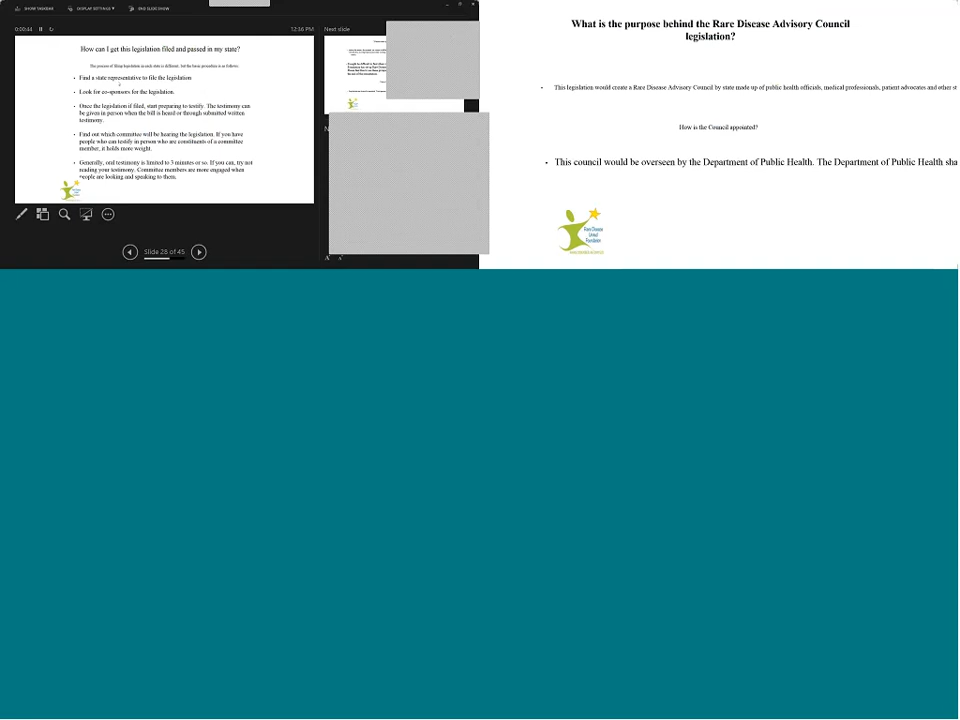 SHOW TASKBAR
DISPLAY SETTINGS ▼
END SLIDE SHOW
0:00:44
12:36 PM
Next slide
How can I get this legislation filed and passed in my state?
The process of filing legislation in each state is different, but the basic procedure is as follows:
• Find a state representative to file the legislation
• Look for co-sponsors for the legislation.
• Once the legislation if filed, start preparing to testify. The testimony can
be given in person when the bill is heard or through submitted written
testimony.
• Find out which committee will be hearing the legislation. If you have
people who can testify in person who are constituents of a committee
member, it holds more weight.
• Generally, oral testimony is limited to 3 minutes or so. If you can, try not
reading your testimony. Committee members are more engaged when
people are looking and speaking to them.
Slide 28 of 45
What is the purpose behind the Rare Disease Advisory Council
legislation?
• This legislation would create a Rare Disease Advisory Council by state made up of public health officials, medical professionals, patient advocates and other st
How is the Council appointed?
• This council would be overseen by the Department of Public Health. The Department of Public Health sha
Rare Disease
United
Foundation